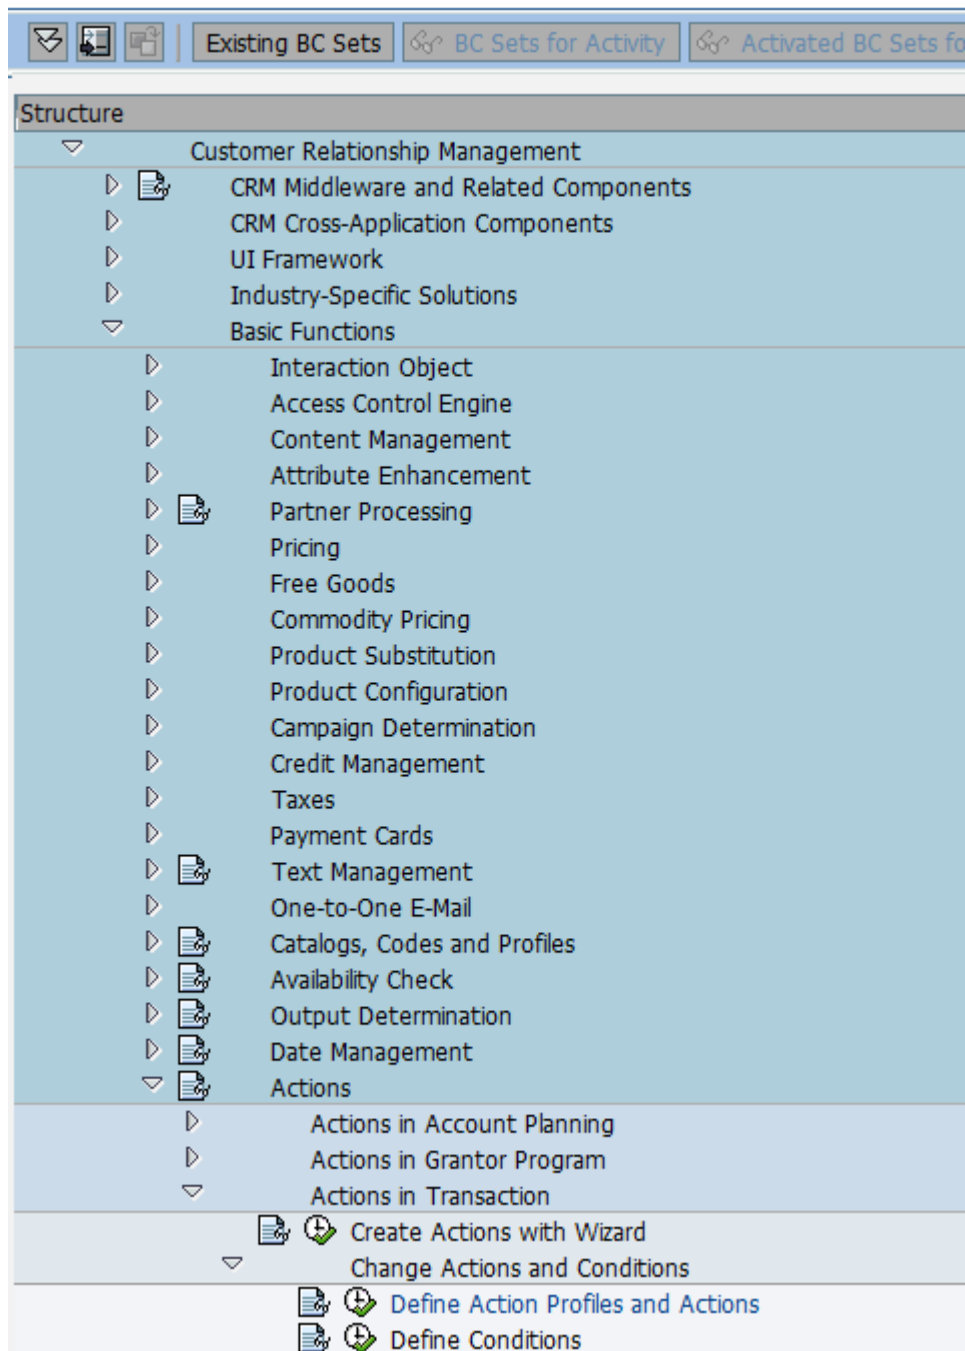 Existing BC Sets BC Sets for Activity Activated BC Sets fo
Structure
Customer Relationship Management
CRM Middleware and Related Components
CRM Cross-Application Components
UI Framework
Industry-Specific Solutions
Basic Functions
Interaction Object
Access Control Engine
Content Management
Attribute Enhancement
Partner Processing
Pricing
Free Goods
Commodity Pricing
Product Substitution
Product Configuration
Campaign Determination
Credit Management
Taxes
Payment Cards
Text Management
One-to-One E-Mail
Catalogs, Codes and Profiles
Availability Check
Output Determination
Date Management
Actions
Actions in Account Planning
Actions in Grantor Program
Actions in Transaction
Create Actions with Wizard
Change Actions and Conditions
Define Action Profiles and Actions
Define Conditions